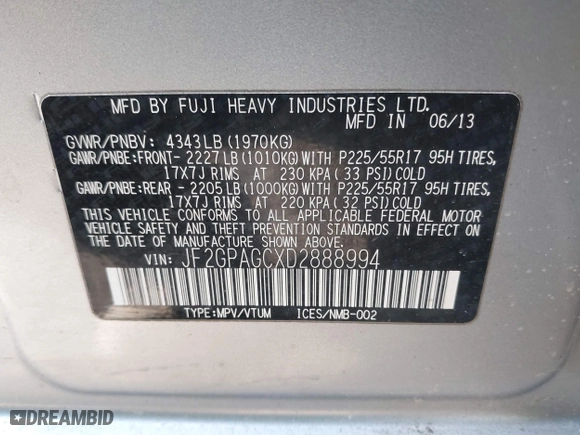 MFD BY FUJI HEAVY INDUSTRIES LTD.
MFD IN 06/13
GVWR/PNBV: 4343LB(1970KG)
GAWR/PNBE:FRONT- 2227LB(1010KG)WITH P225/55R17 95H TIRES,
17X7J RIMS AT 230 KPA(33 PSI)COLD
GAWR/PNBE:REAR - 2205LB(1000KG)WITH P225/55R17 95H TIRES,
17X7J RIMS AT 220 KPA(32 PSI)COLD
THIS VEHICLE CONFORMS TO ALL APPLICABLE FEDERAL MOTOR
VEHICLE SAFETY AND THEFT PREVENTION STANDARDS IN EFFECT
ON THE DATE OF MANUFACTURE SHOWN ABOVE.
VIN: JF2GPAGCXD2888994
TYPE:MPV/VTUM ICES/NMB-002
DREAMBID